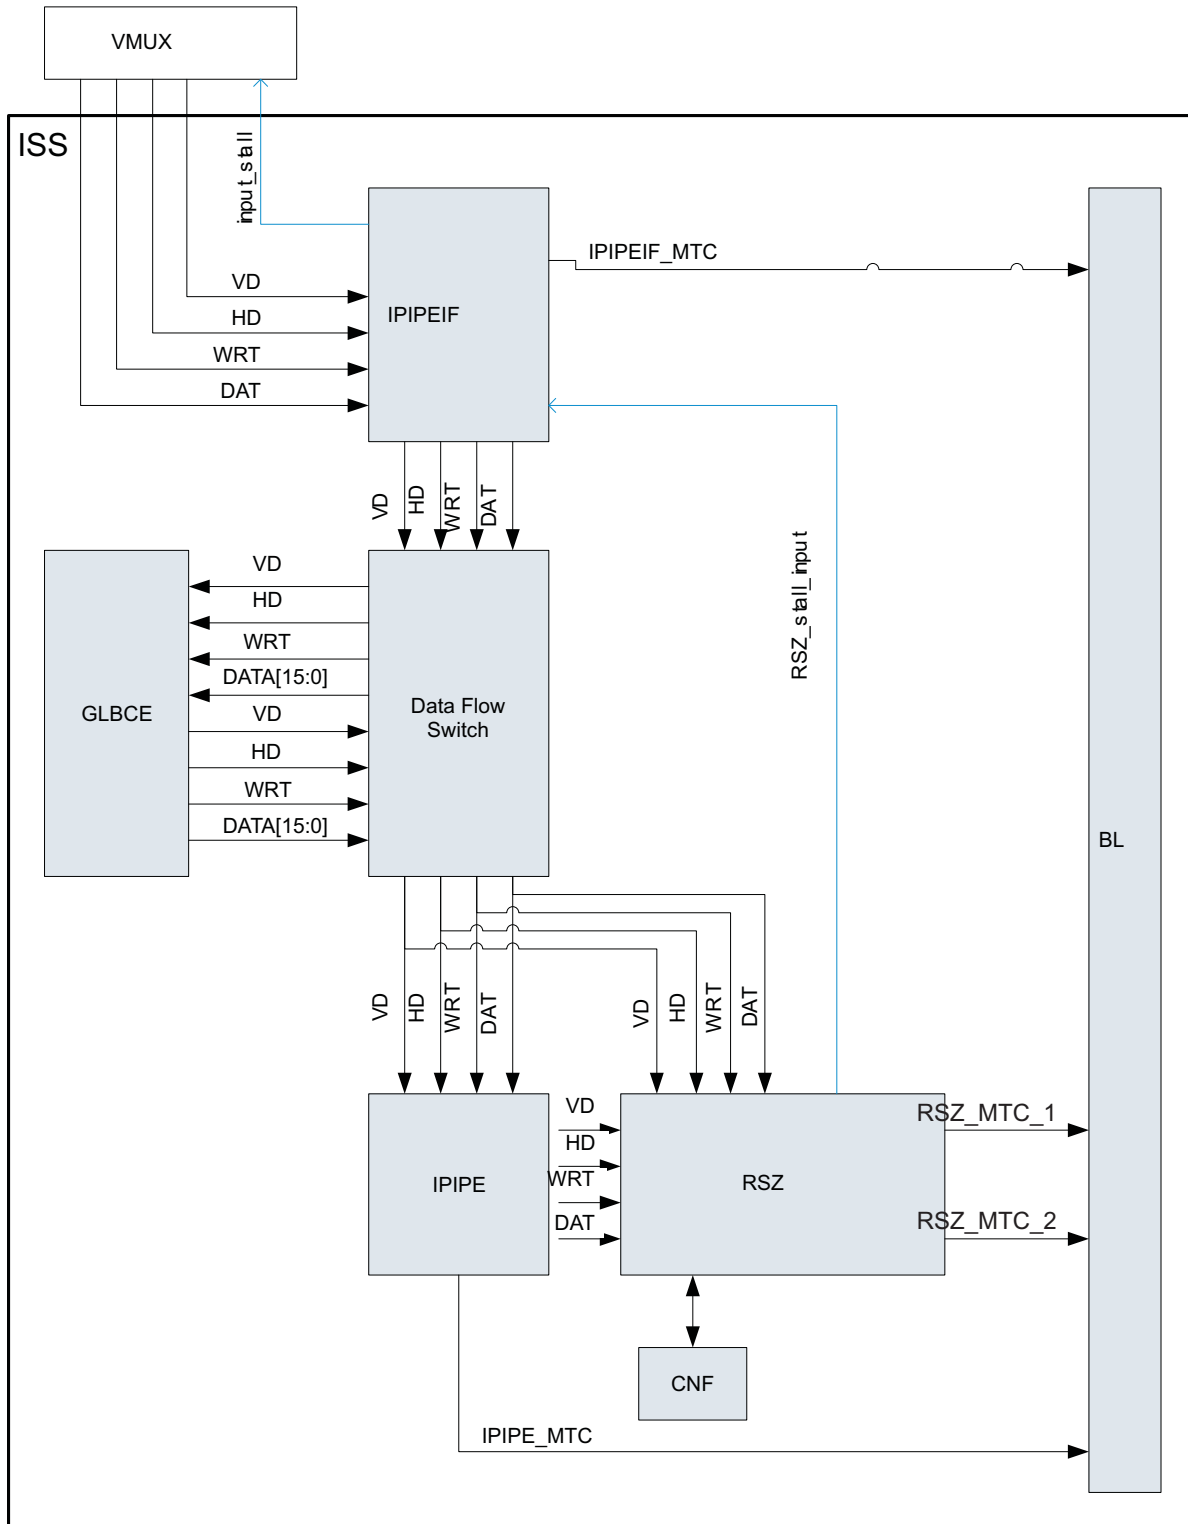 VMUX
ISS
input_stall
IPIPEIF_MTC
VD
HD
IPIPEIF
WRT
DAT
VD
HD
WRT
DAT
RSZ_stall_input
VD
HD
WRT
DATA[15:0]
GLBCE
Data Flow
Switch
VD
HD
WRT
DATA[15:0]
BL
VD
HD
WRT
DAT
VD
HD
WRT
DAT
VD
HD
WRT
DAT
IPIPE
RSZ
RSZ_MTC_1
RSZ_MTC_2
CNF
IPIPE_MTC